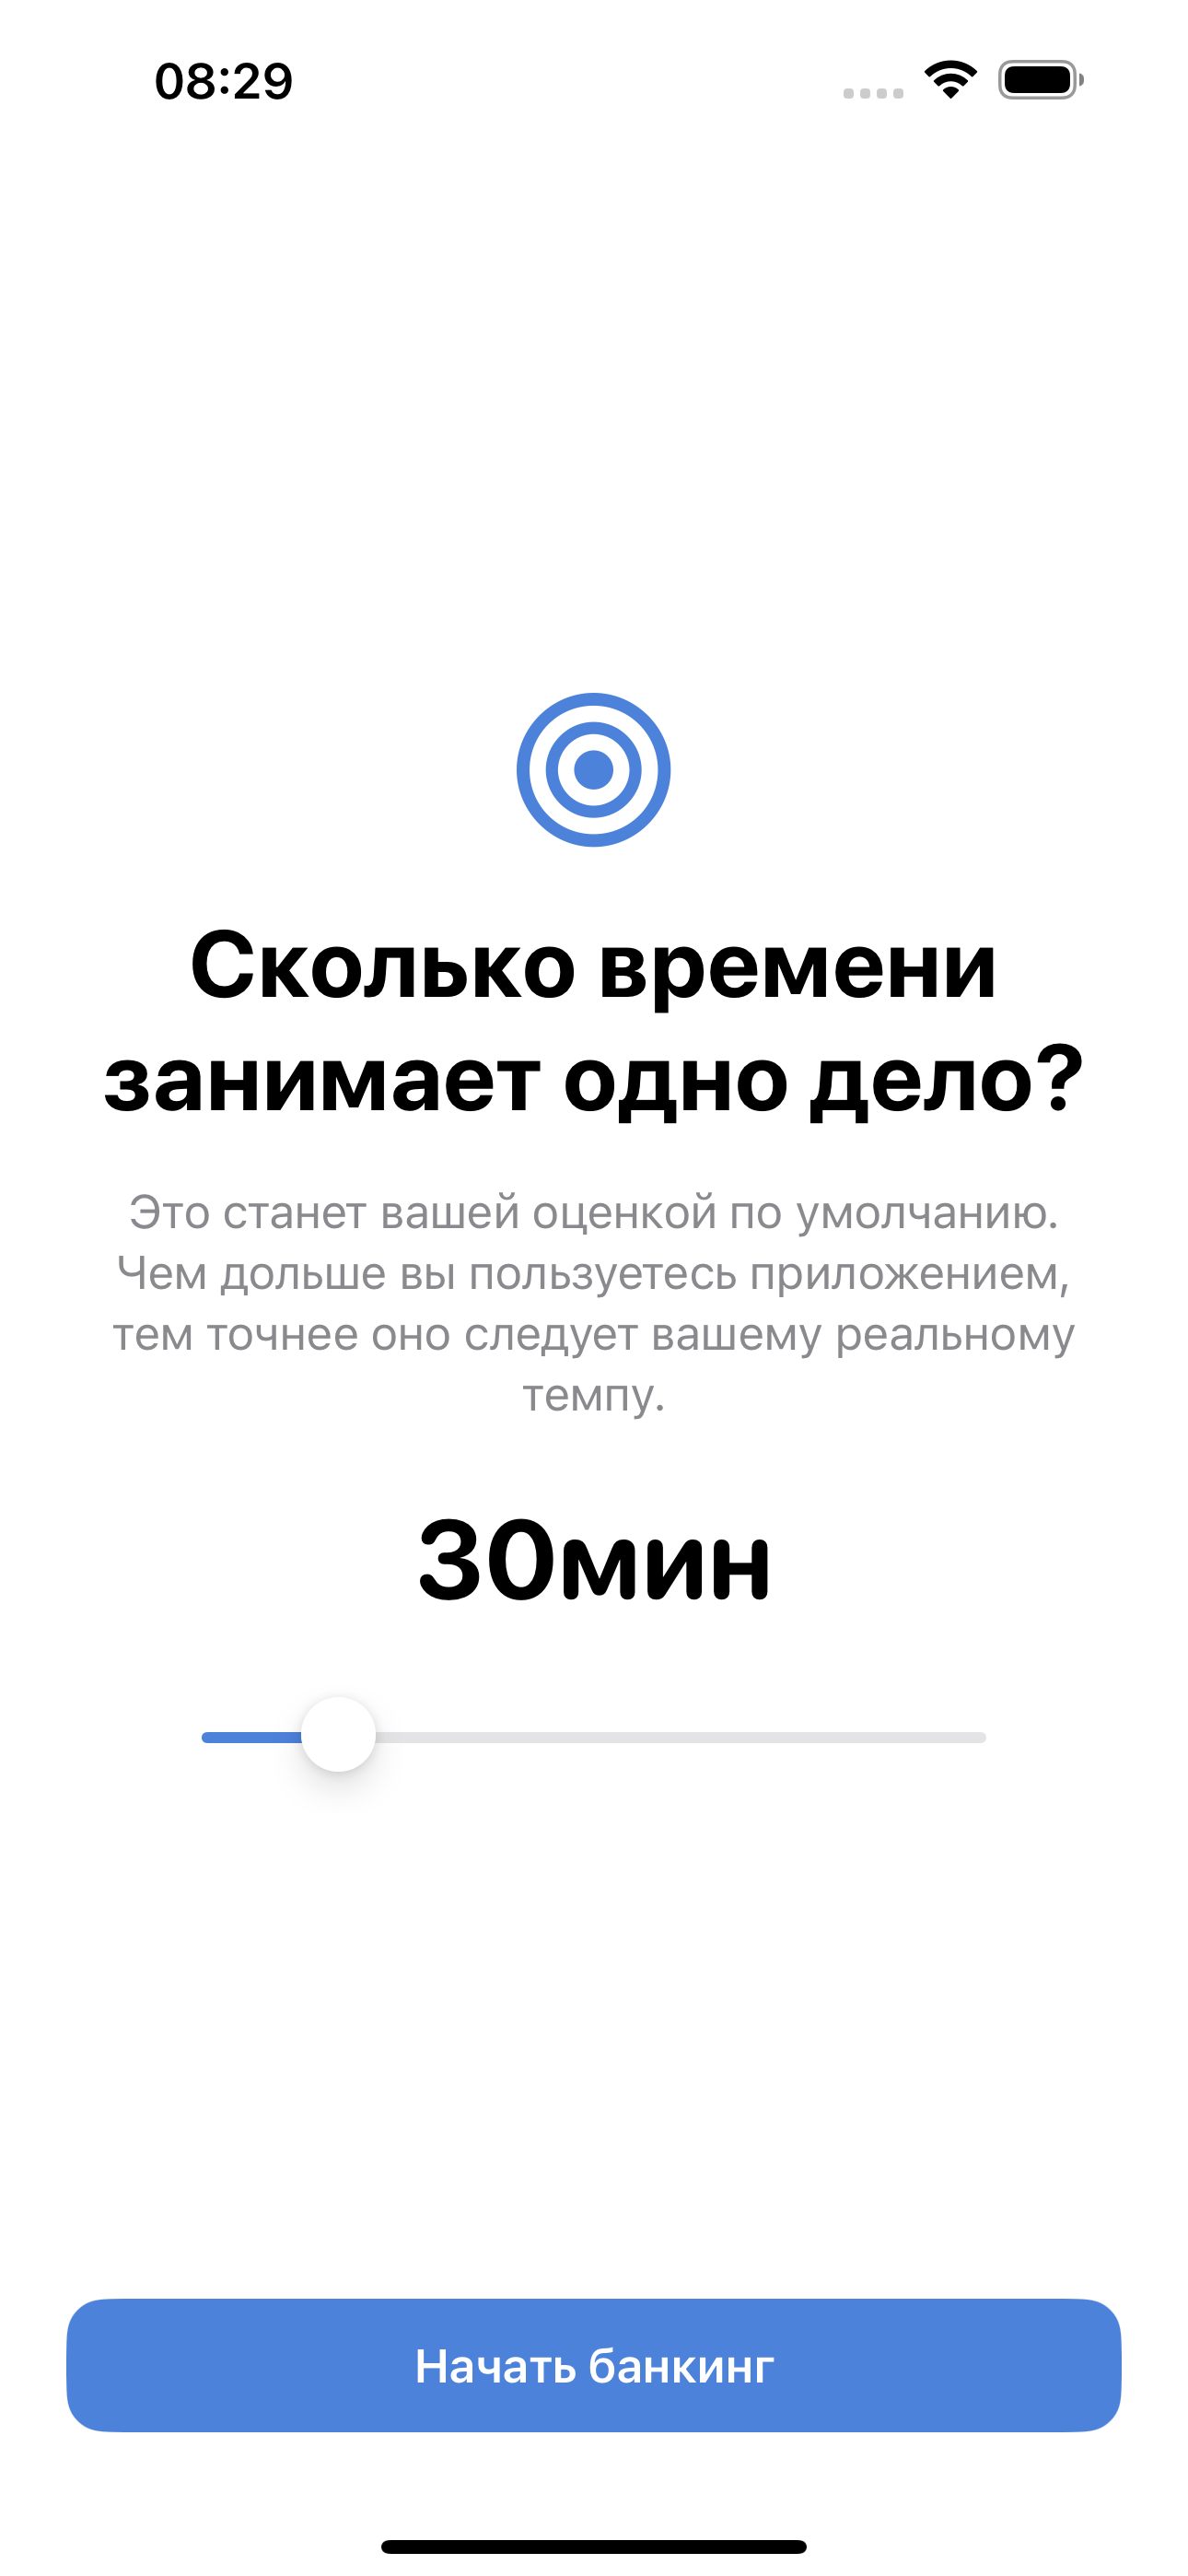 08:29
Сколько времени
занимает одно дело?
Это станет вашей оценкой по умолчанию.
Чем дольше вы пользуетесь приложением,
тем точнее оно следует вашему реальному
темпу.
30мин
Начать банкинг